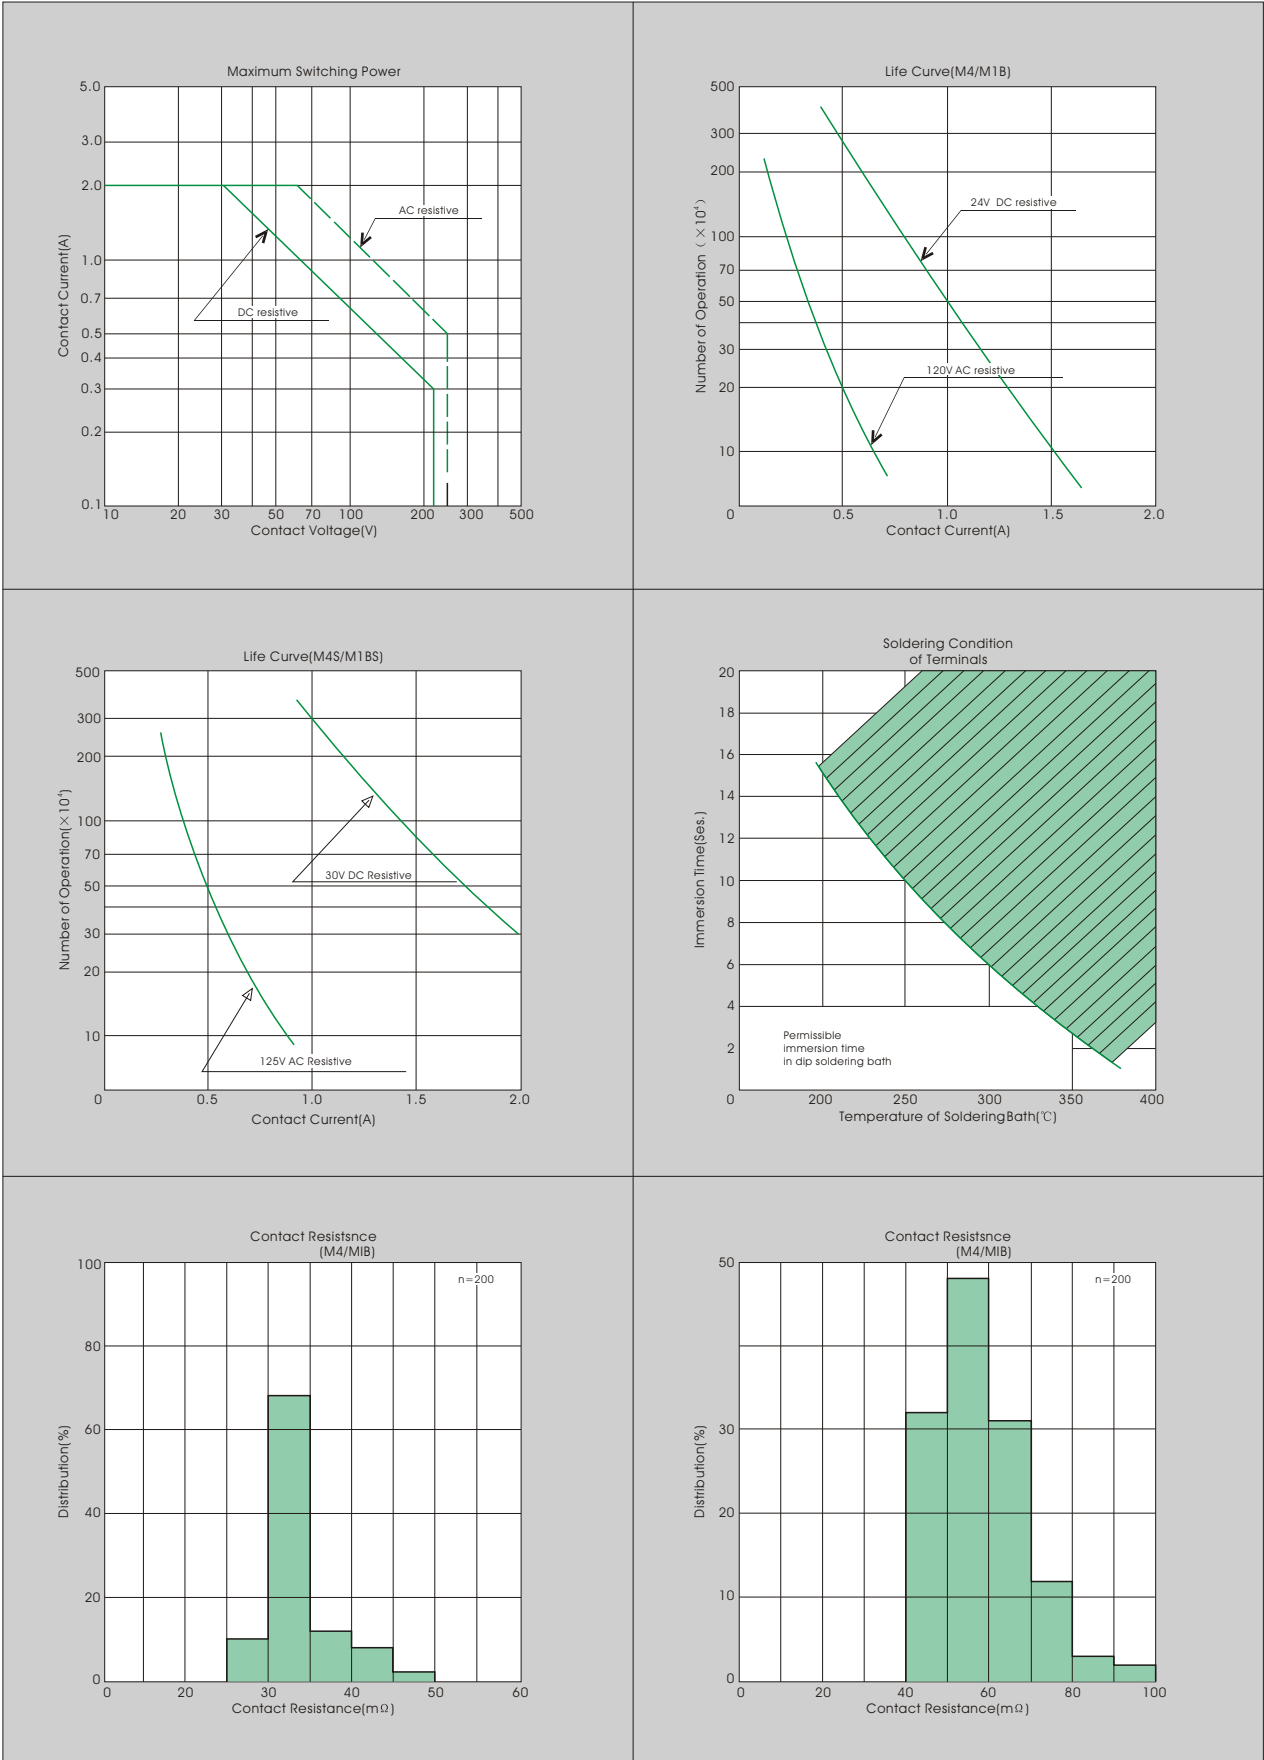 Maximum Switching Power
5.0
3.0
2.0
1.0
0.7
0.5
0.4
0.3
0.2
0.1
Contact Current(A)
AC resistive
DC resistive
10 20 30 50 70 100 200 300 500
Contact Voltage(V)
Life Curve(M4/M1B)
500
300
200
100
70
50
30
20
10
0
Number of Operation (×10⁴)
24V DC resistive
120V AC resistive
0.5 1.0 1.5 2.0
Contact Current(A)
Life Curve(M4S/M1BS)
500
300
200
100
70
50
30
20
10
0
Number of Operation(×10⁴)
30V DC Resistive
125V AC Resistive
0.5 1.0 1.5 2.0
Contact Current(A)
Soldering Condition
of Terminals
20
18
16
14
12
10
8
6
4
2
0
Immersion Time(Ses.)
Permissible
immersion time
in dip soldering bath
200 250 300 350 400
Temperature of SolderingBath(℃)
Contact Resistsnce
(M4/MIB)
100
80
60
40
20
0
Distribution(%)
n=200
0 20 30 40 50 60
Contact Resistance(mΩ)
Contact Resistsnce
(M4/MIB)
50
30
20
10
0
Distribution(%)
n=200
0 20 40 60 80 100
Contact Resistance(mΩ)